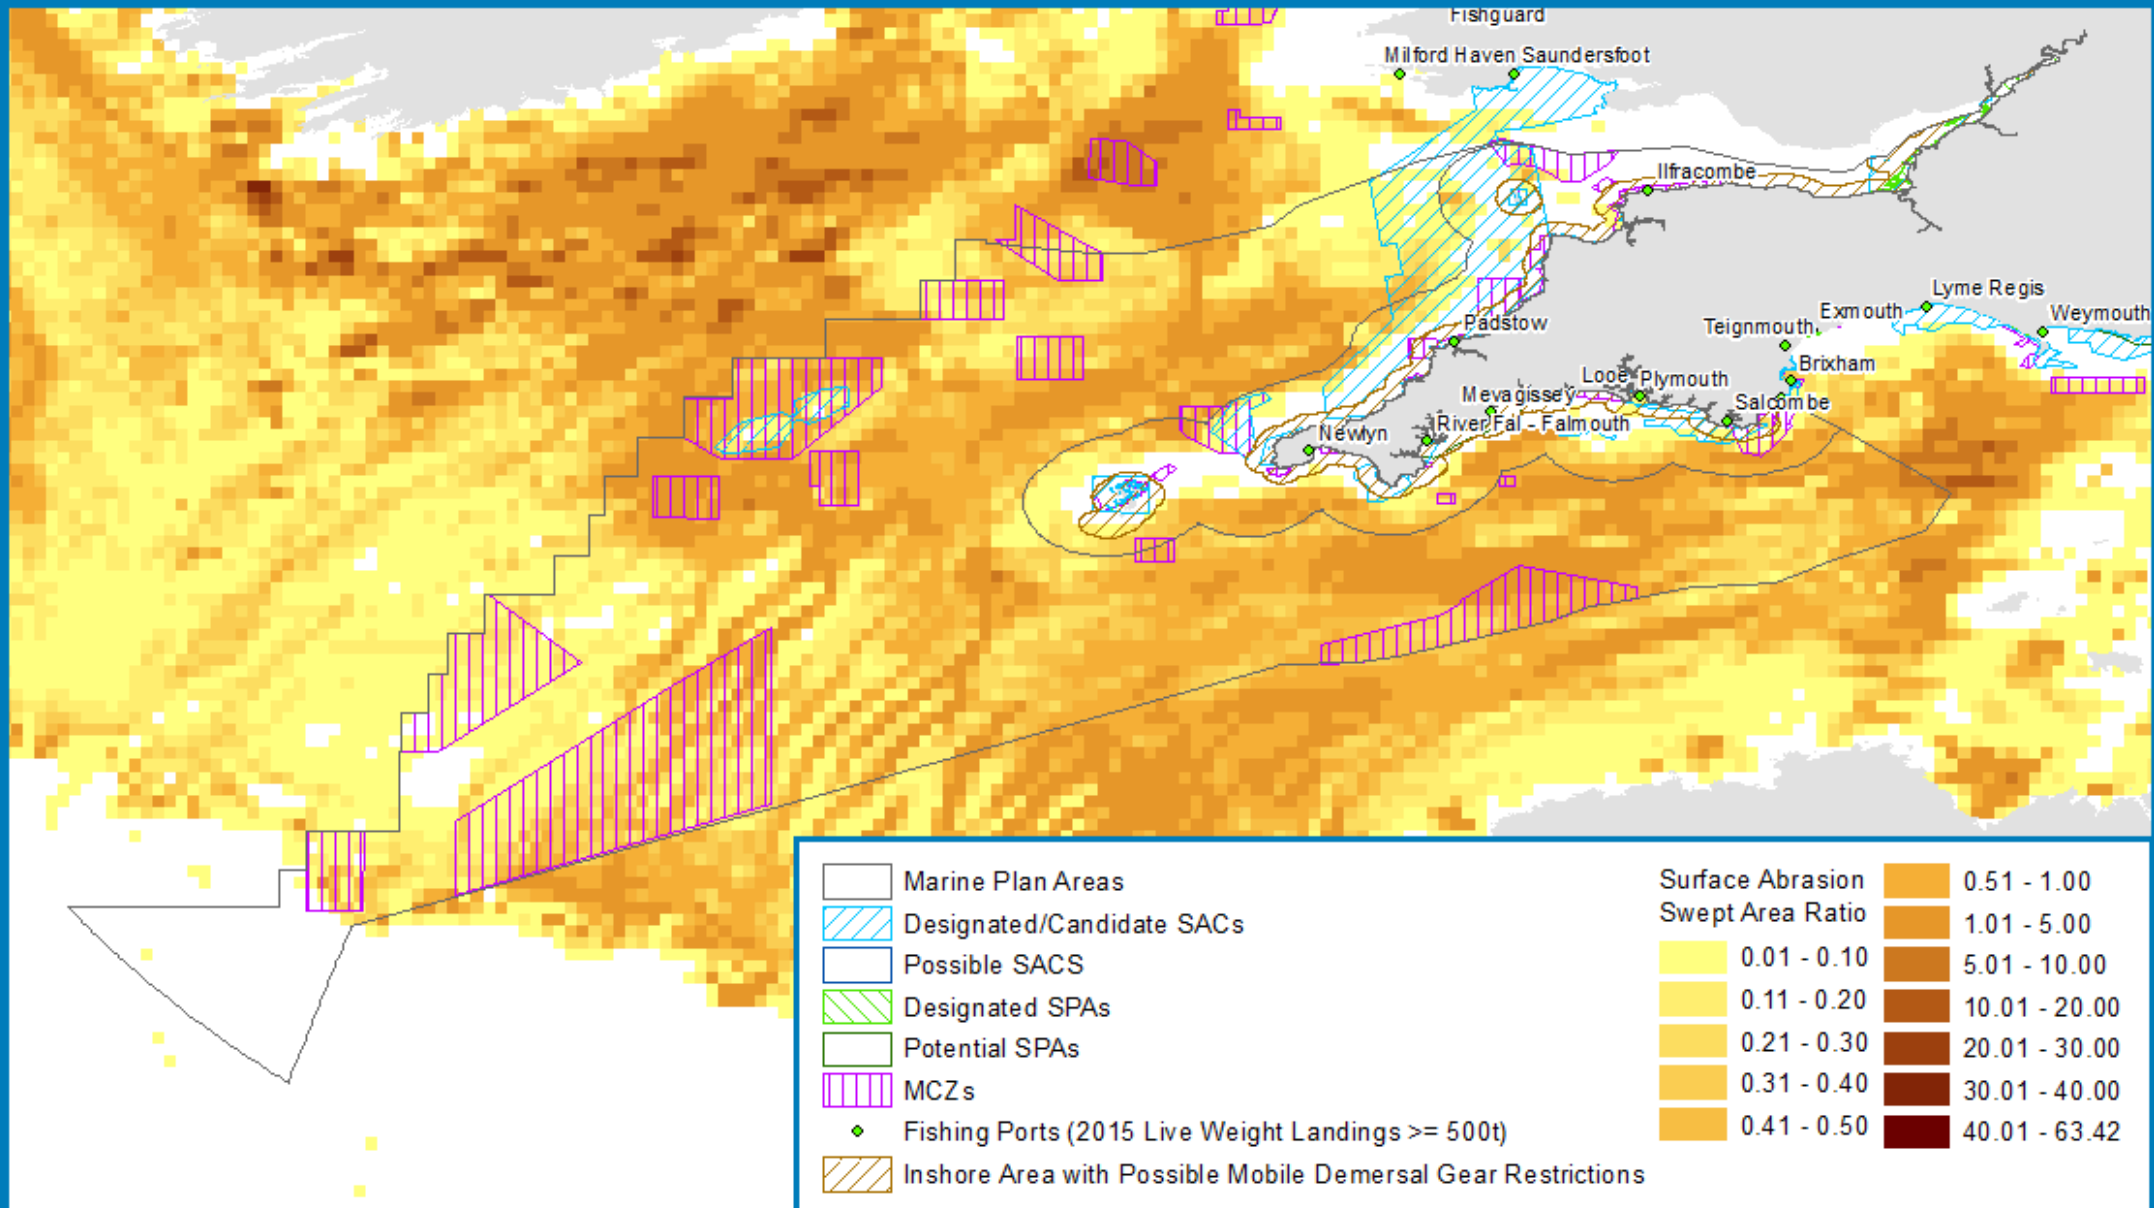 Fishguard
Milford Haven Saundersfoot
Ilfracombe
Lyme Regis
Exmouth
Weymouth
Teignmouth
Padstow
Brixham
Looe
Plymouth
Mevagissey
Salcombe
River Fal - Falmouth
Newlyn
Marine Plan Areas
Designated/Candidate SACs
Possible SACS
Designated SPAs
Potential SPAs
MCZs
Fishing Ports (2015 Live Weight Landings >= 500t)
Inshore Area with Possible Mobile Demersal Gear Restrictions
Surface Abrasion
Swept Area Ratio
0.01 - 0.10
0.11 - 0.20
0.21 - 0.30
0.31 - 0.40
0.41 - 0.50
0.51 - 1.00
1.01 - 5.00
5.01 - 10.00
10.01 - 20.00
20.01 - 30.00
30.01 - 40.00
40.01 - 63.42